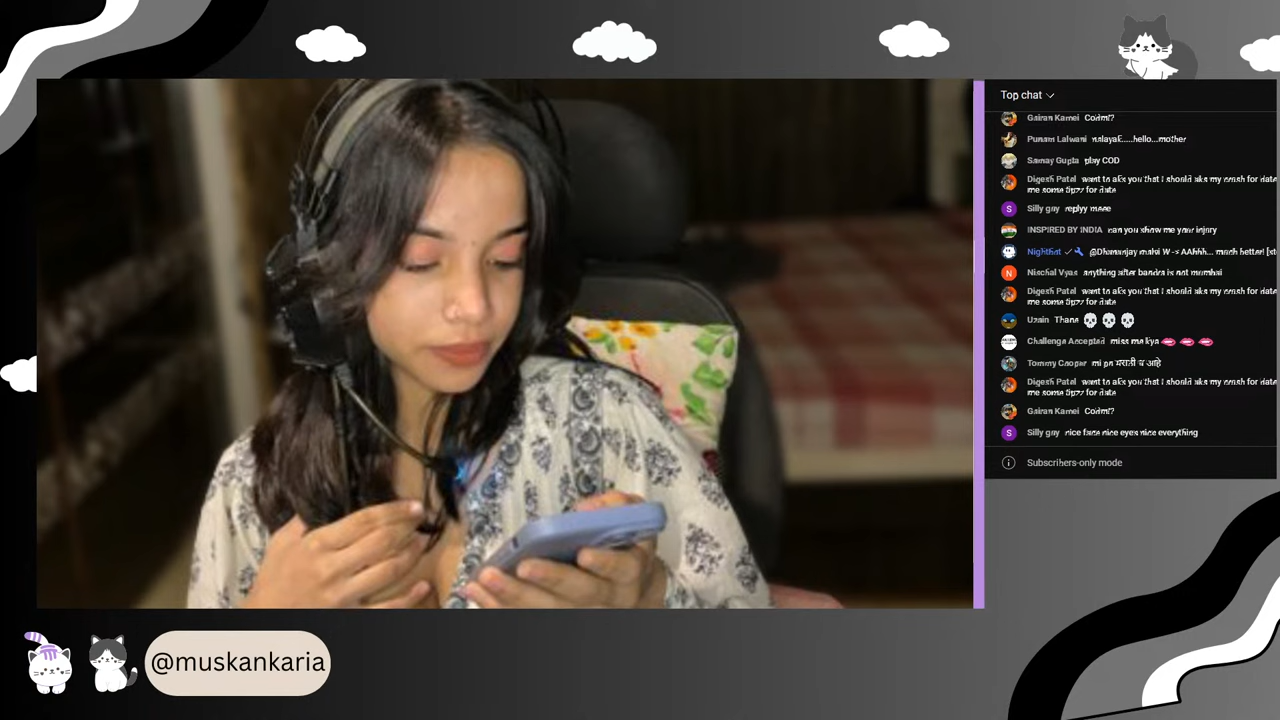 Top chat
Gairan Kamei Codm!?
Punam Lalwani nalayak.....hello...mother
Samay Gupta play COD
Digesh Patel want to aks you that I should aks my crush for date
me some tipzz for date
S Silly guy replyy meee
INSPIRED BY INDIA can you show me your injury
Nightbot @Dhananjay malvi W -s AAhhh... much better! [st
N Nischal Vyas anything after bandra is not mumbai
Digesh Patel want to aks you that I should aks my crush for date
me some tipzz for date
Uzain Thane 💀 💀 💀
Challenge Accepted miss me kya 🫦 🫦 🫦
Tommy Cooper mi pn मराठी च आहे
Digesh Patel want to aks you that I should aks my crush for date
me some tipzz for date
Gairan Kamei Codm!?
S Silly guy nice face nice eyes nice everything
Subscribers-only mode
@muskankaria